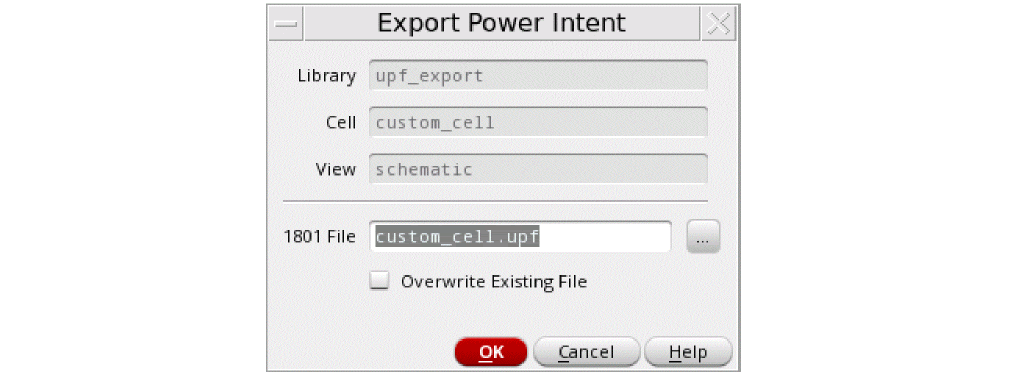 Export Power Intent
Library upf_export
Cell custom_cell
View schematic
1801 File custom_cell.upf ...
Overwrite Existing File
OK Cancel Help